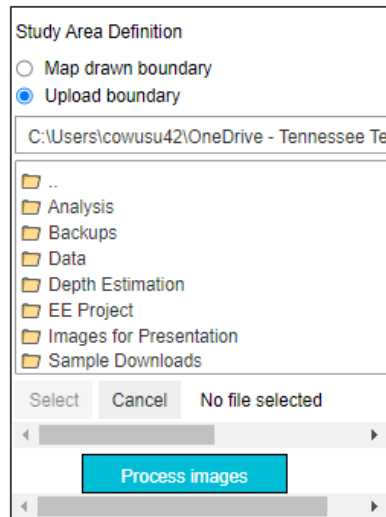 Study Area Definition
Map drawn boundary
Upload boundary
C:\Users\cowusu42\OneDrive - Tennessee Te
..
Analysis
Backups
Data
Depth Estimation
EE Project
Images for Presentation
Sample Downloads
Select Cancel No file selected
Process images